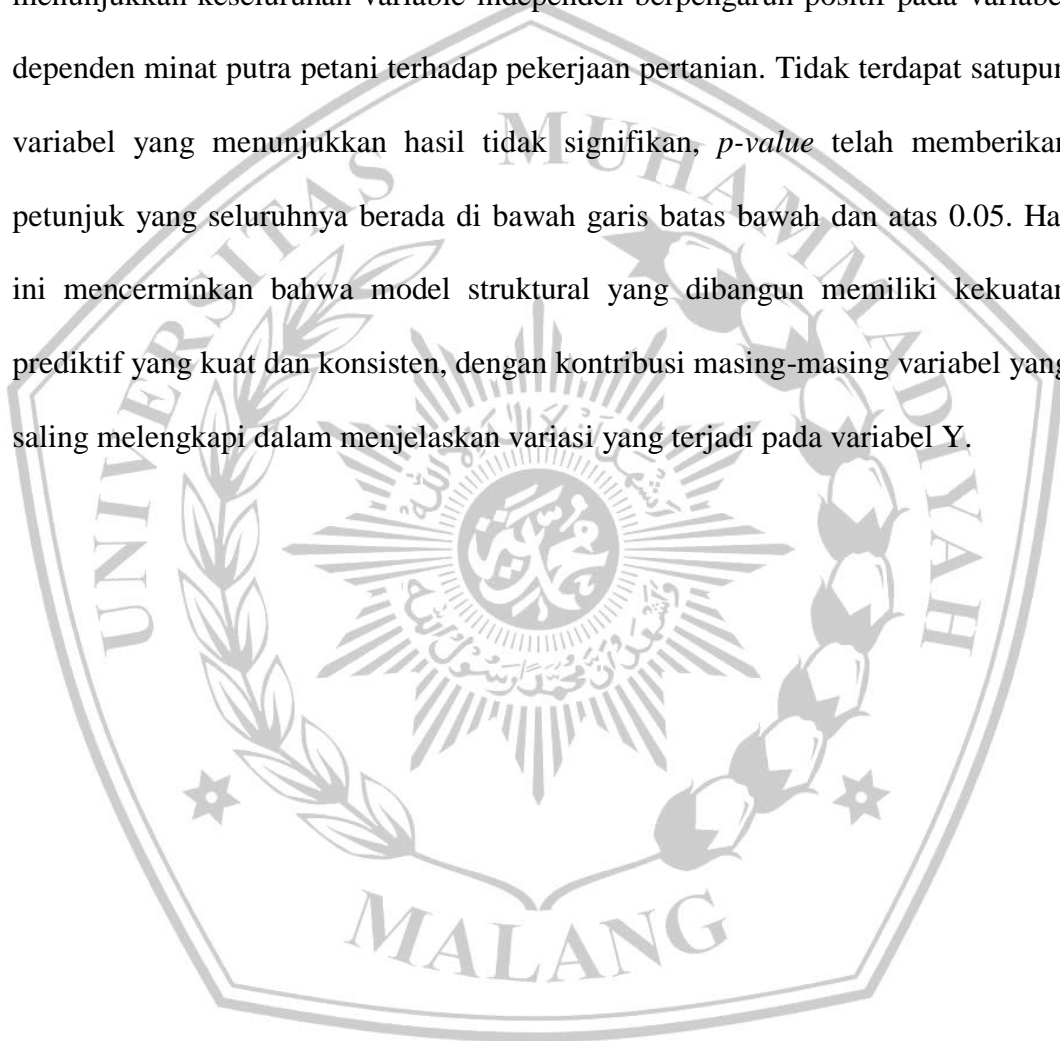 menunjukkan keseluruhan variable independen berpengaruh positif pada variabe
dependen minat putra petani terhadap pekerjaan pertanian. Tidak terdapat satupun
variabel yang menunjukkan hasil tidak signifikan, p-value telah memberikan
petunjuk yang seluruhnya berada di bawah garis batas bawah dan atas 0.05. Ha
ini mencerminkan bahwa model struktural yang dibangun memiliki kekuatan
prediktif yang kuat dan konsisten, dengan kontribusi masing-masing variabel yang
saling melengkapi dalam menjelaskan variasi yang terjadi pada variabel Y.
UNIVERSITAS MUHAMMADIYAH
MALANG